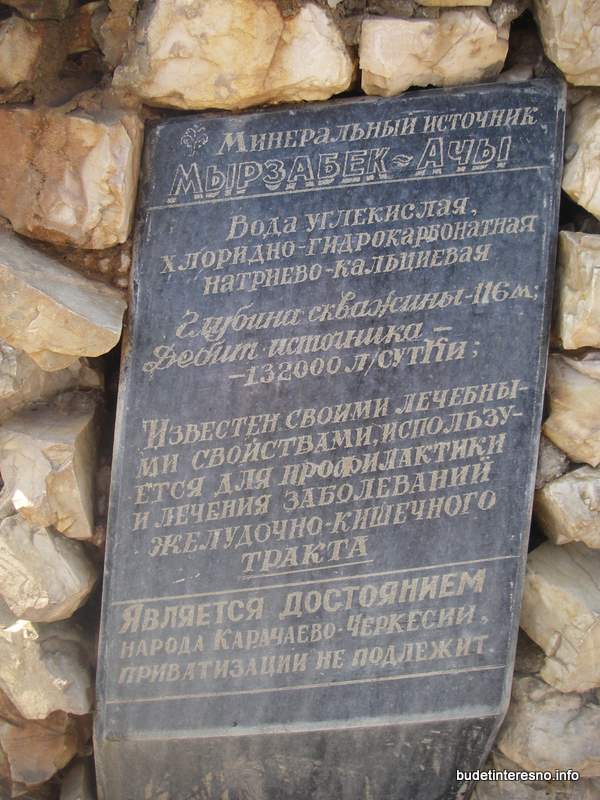 Минеральный источник
Мырзабек-Ачы
Вода углекислая,
хлоридно-гидрокарбонатная
натриево-кальциевая
Глубина скважины-116м;
Дебит источника –
-132000 л/сутки;
Известен своими лечебны-
ми свойствами, использу-
ется для профилактики
и лечения заболеваний
желудочно-кишечного
тракта
Является достоянием
народа Карачаево-Черкесии,
приватизации не подлежит
budetinteresno.info